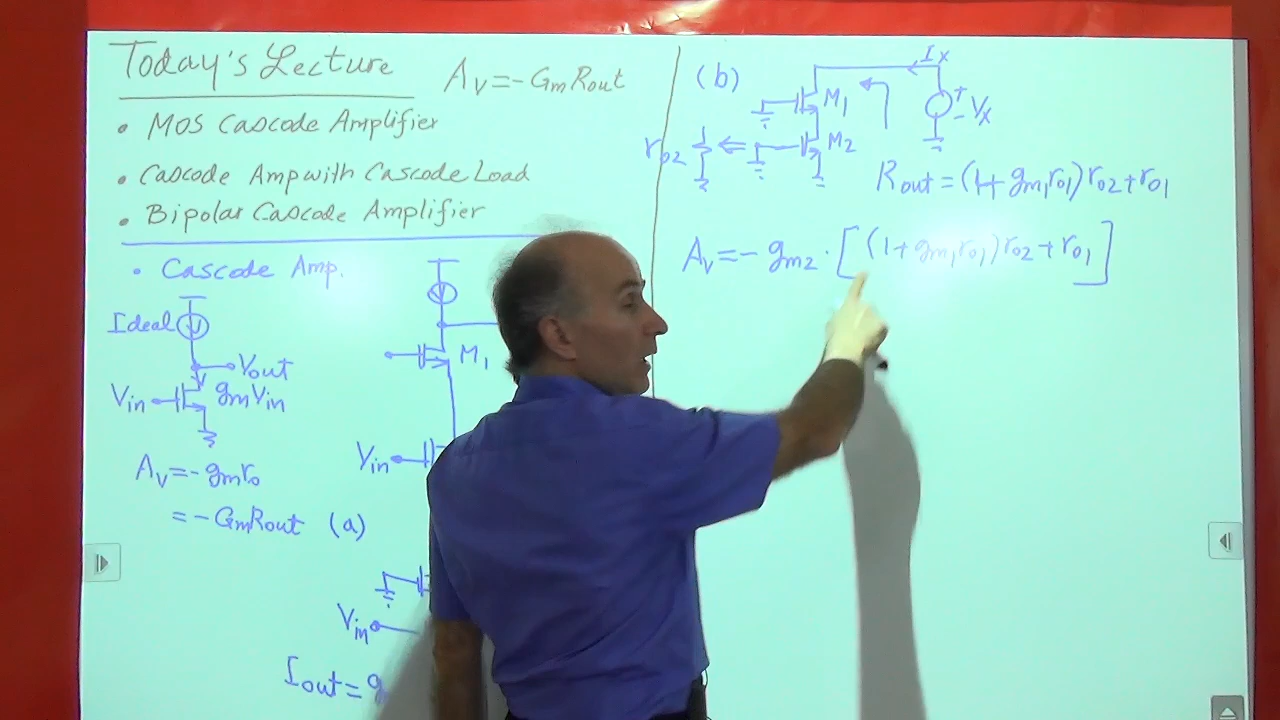 Today's Lecture
Av = - GmRout
• MOS Cascode Amplifier
• Cascode Amp with Cascode Load
• Bipolar Cascode Amplifier
• Cascode Amp.
Ideal
Vout
Vin
gmVin
Av = - gmro
= - GmRout (a)
M1
Vin
Vin
Iout = g
(b)
Ix
M1
+
- Vx
M2
ro2
Rout = (1 + gm1ro1)ro2 + ro1
Av = - gm2 · [(1 + gm1ro1)ro2 + ro1]